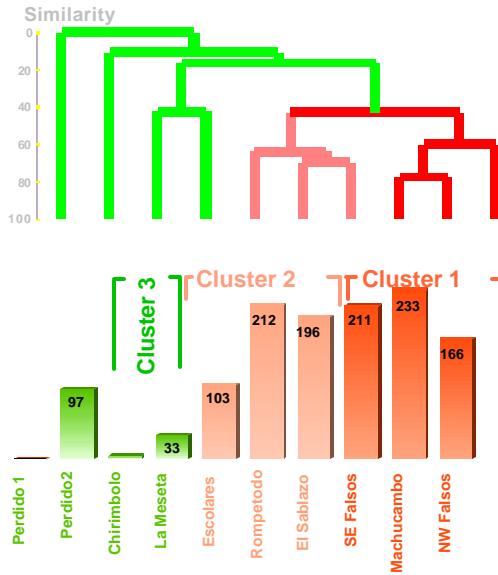 Similarity
0
20
40
60
80
100
Cluster 3
Cluster 2
Cluster 1
97
33
103
212
196
211
233
166
Perdido 1
Perdido2
Chirimbolo
La Meseta
Escolares
Rompetodo
El Sablazo
SE Falsos
Machucambo
NW Falsos